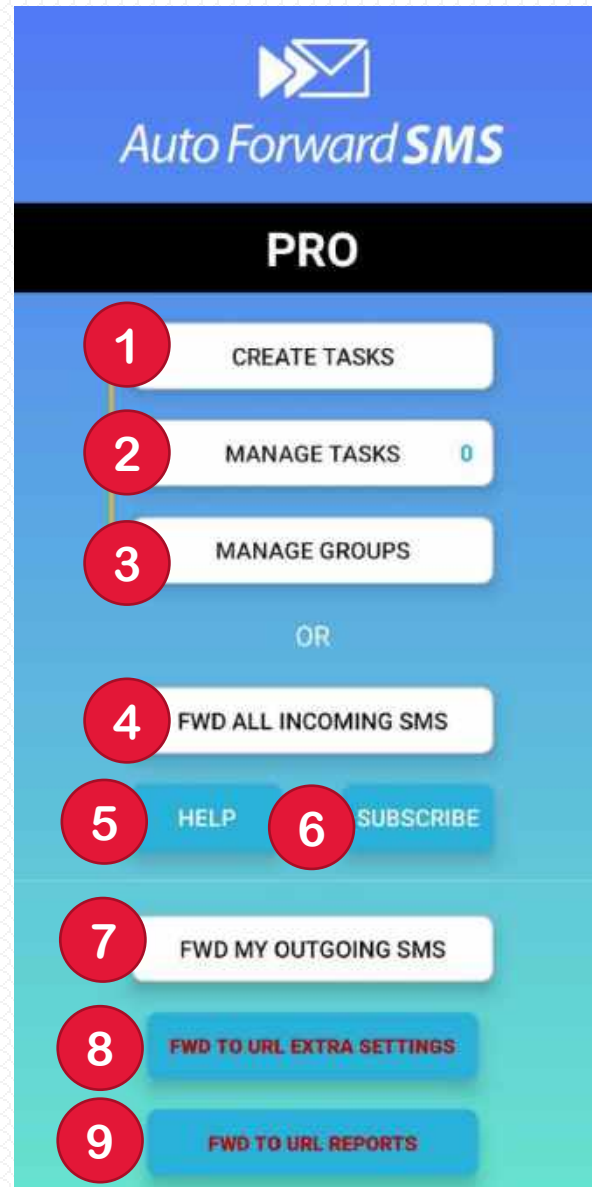 Auto Forward SMS
PRO
1 CREATE TASKS
2 MANAGE TASKS 0
3 MANAGE GROUPS
OR
4 FWD ALL INCOMING SMS
5 HELP 6 SUBSCRIBE
7 FWD MY OUTGOING SMS
8 FWD TO URL EXTRA SETTINGS
9 FWD TO URL REPORTS